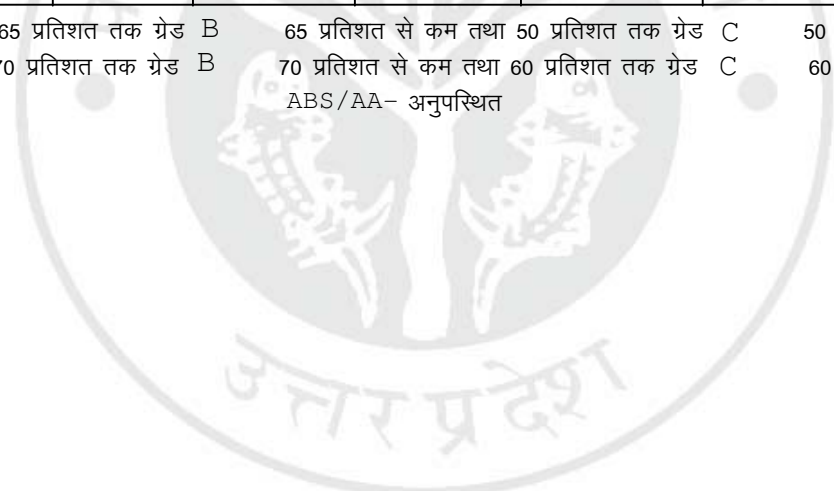 65 प्रतिशत तक ग्रेड B 65 प्रतिशत से कम तथा 50 प्रतिशत तक ग्रेड C 50
70 प्रतिशत तक ग्रेड B 70 प्रतिशत से कम तथा 60 प्रतिशत तक ग्रेड C 60
ABS/AA- अनुपस्थित
उत्तर प्रदेश